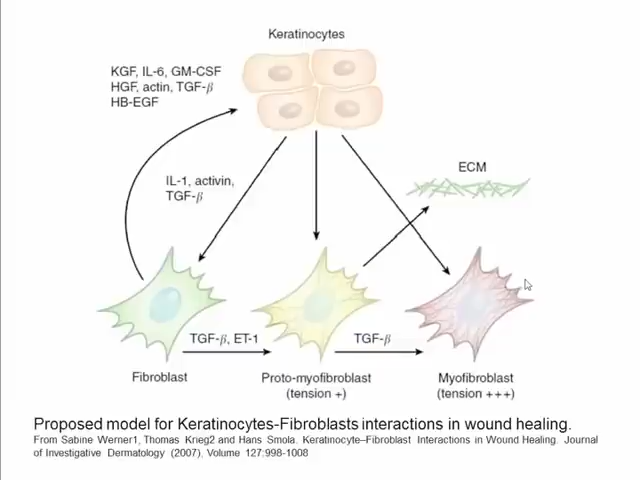 Keratinocytes
KGF, IL-6, GM-CSF
HGF, actin, TGF-β
HB-EGF
ECM
IL-1, activin,
TGF-β
TGF-β, ET-1
TGF-β
Fibroblast
Proto-myofibroblast
(tension +)
Myofibroblast
(tension +++)
Proposed model for Keratinocytes-Fibroblasts interactions in wound healing.
From Sabine Werner1, Thomas Krieg2 and Hans Smola. Keratinocyte–Fibroblast Interactions in Wound Healing. Journal
of Investigative Dermatology (2007), Volume 127:998-1008